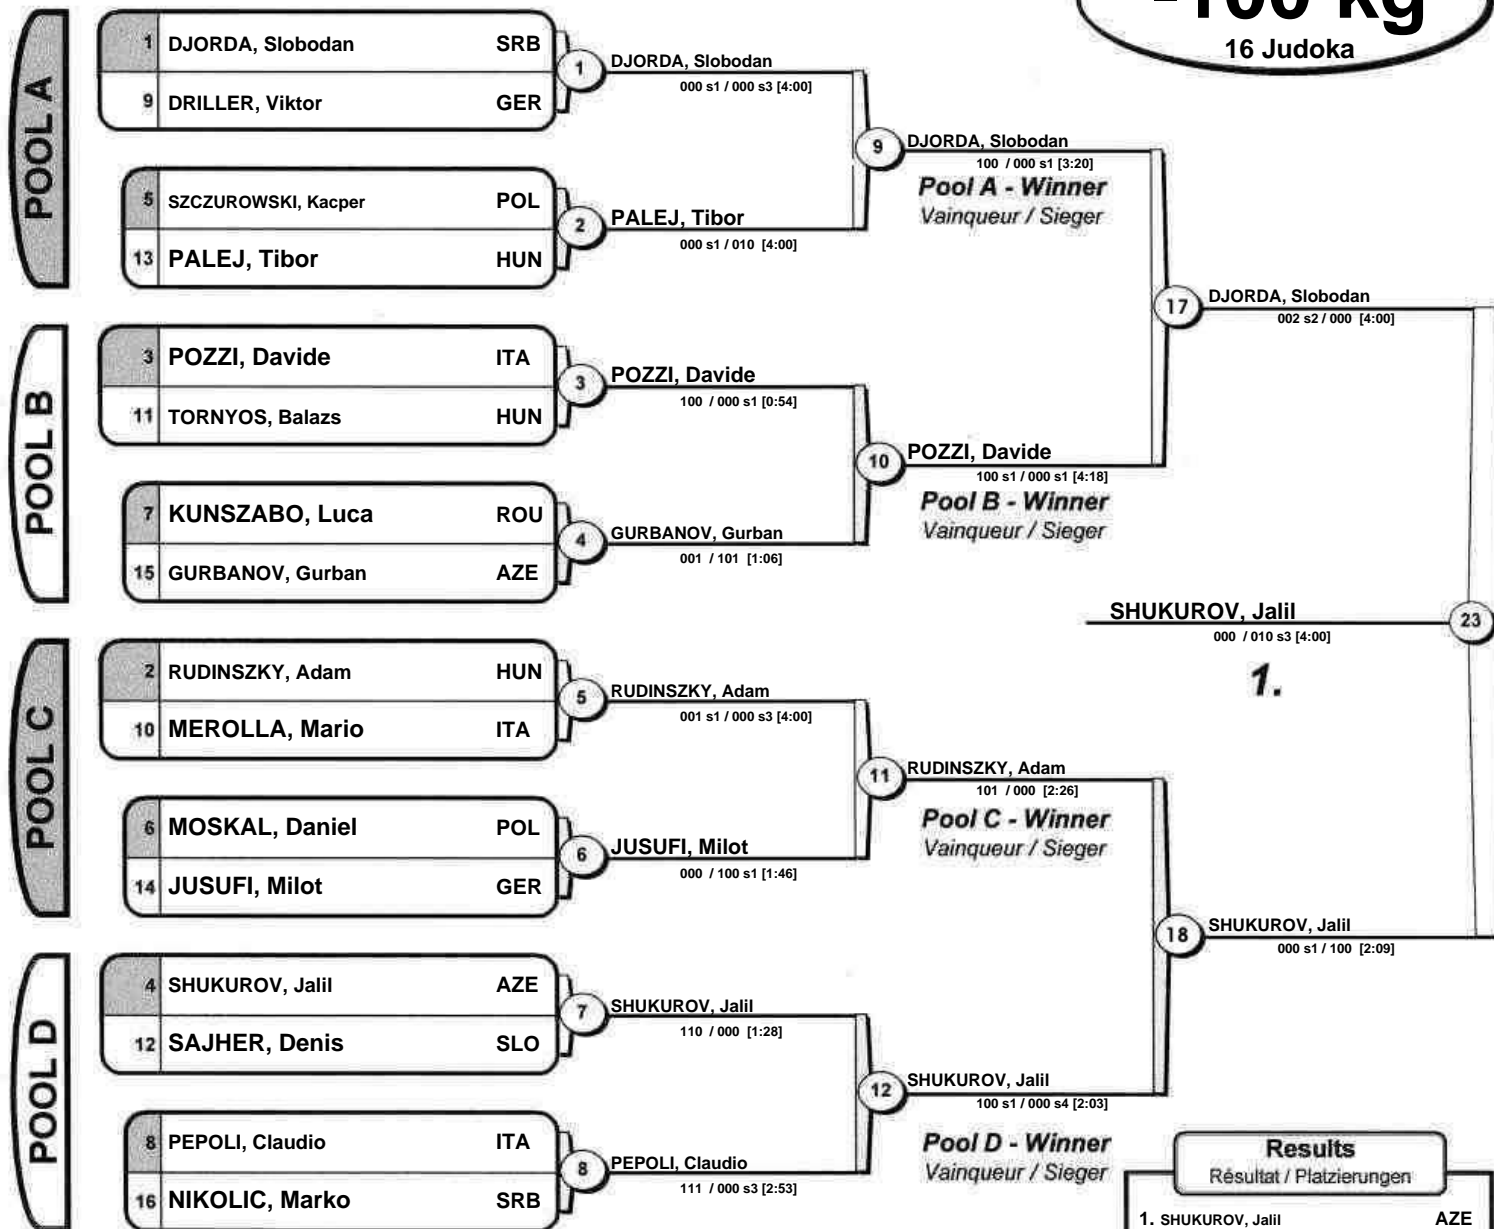 -100 kg
16 Judoka
POOL A
1 DJORDA, Slobodan SRB
9 DRILLER, Viktor GER
1
DJORDA, Slobodan
000 s1 / 000 s3 [4:00]
5 SZCZUROWSKI, Kacper POL
13 PALEJ, Tibor HUN
2
PALEJ, Tibor
000 s1 / 010 [4:00]
9
DJORDA, Slobodan
100 / 000 s1 [3:20]
Pool A - Winner
Vainqueur / Sieger
POOL B
3 POZZI, Davide ITA
11 TORNYOS, Balazs HUN
3
POZZI, Davide
100 / 000 s1 [0:54]
7 KUNSZABO, Luca ROU
15 GURBANOV, Gurban AZE
4
GURBANOV, Gurban
001 / 101 [1:06]
10
POZZI, Davide
100 s1 / 000 s1 [4:18]
Pool B - Winner
Vainqueur / Sieger
17
DJORDA, Slobodan
002 s2 / 000 [4:00]
SHUKUROV, Jalil
23
000 / 010 s3 [4:00]
1.
POOL C
2 RUDINSZKY, Adam HUN
10 MEROLLA, Mario ITA
5
RUDINSZKY, Adam
001 s1 / 000 s3 [4:00]
6 MOSKAL, Daniel POL
14 JUSUFI, Milot GER
6
JUSUFI, Milot
000 / 100 s1 [1:46]
11
RUDINSZKY, Adam
101 / 000 [2:26]
Pool C - Winner
Vainqueur / Sieger
POOL D
4 SHUKUROV, Jalil AZE
12 SAJHER, Denis SLO
7
SHUKUROV, Jalil
110 / 000 [1:28]
8 PEPOLI, Claudio ITA
16 NIKOLIC, Marko SRB
8
PEPOLI, Claudio
111 / 000 s3 [2:53]
12
SHUKUROV, Jalil
100 s1 / 000 s4 [2:03]
Pool D - Winner
Vainqueur / Sieger
18
SHUKUROV, Jalil
000 s1 / 100 [2:09]
Results
Résultat / Platzierungen
1. SHUKUROV, Jalil AZE